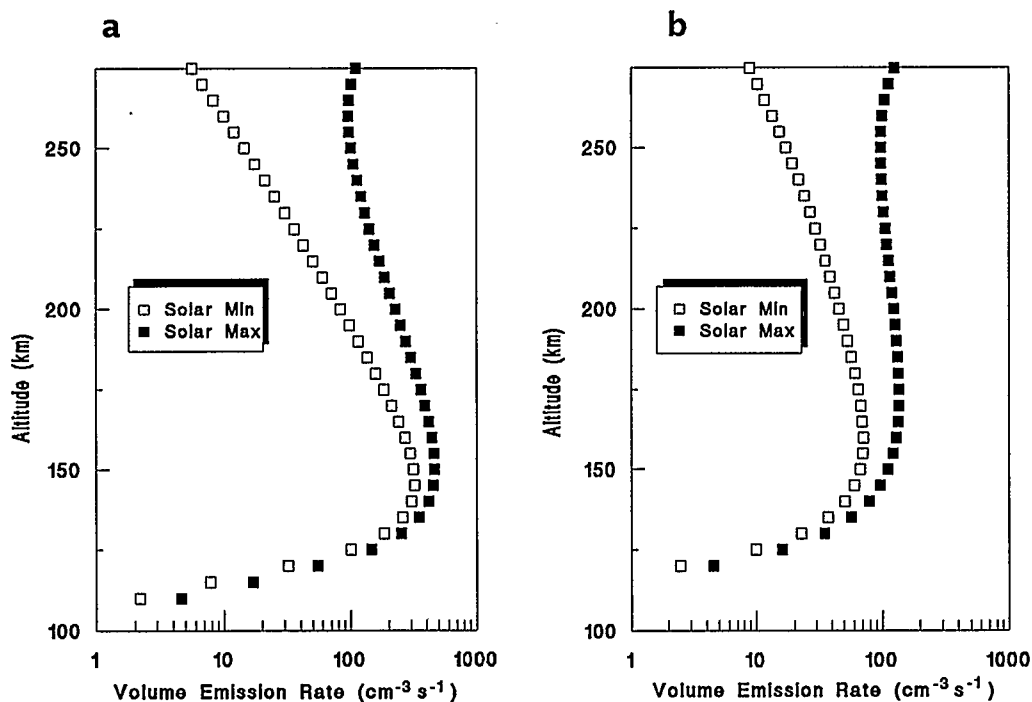 a
250
200
150
100
Altitude (km)
□ Solar Min
■ Solar Max
1 10 100 1000
Volume Emission Rate (cm⁻³ s⁻¹)
b
250
200
150
100
Altitude (km)
□ Solar Min
■ Solar Max
1 10 100 1000
Volume Emission Rate (cm⁻³ s⁻¹)